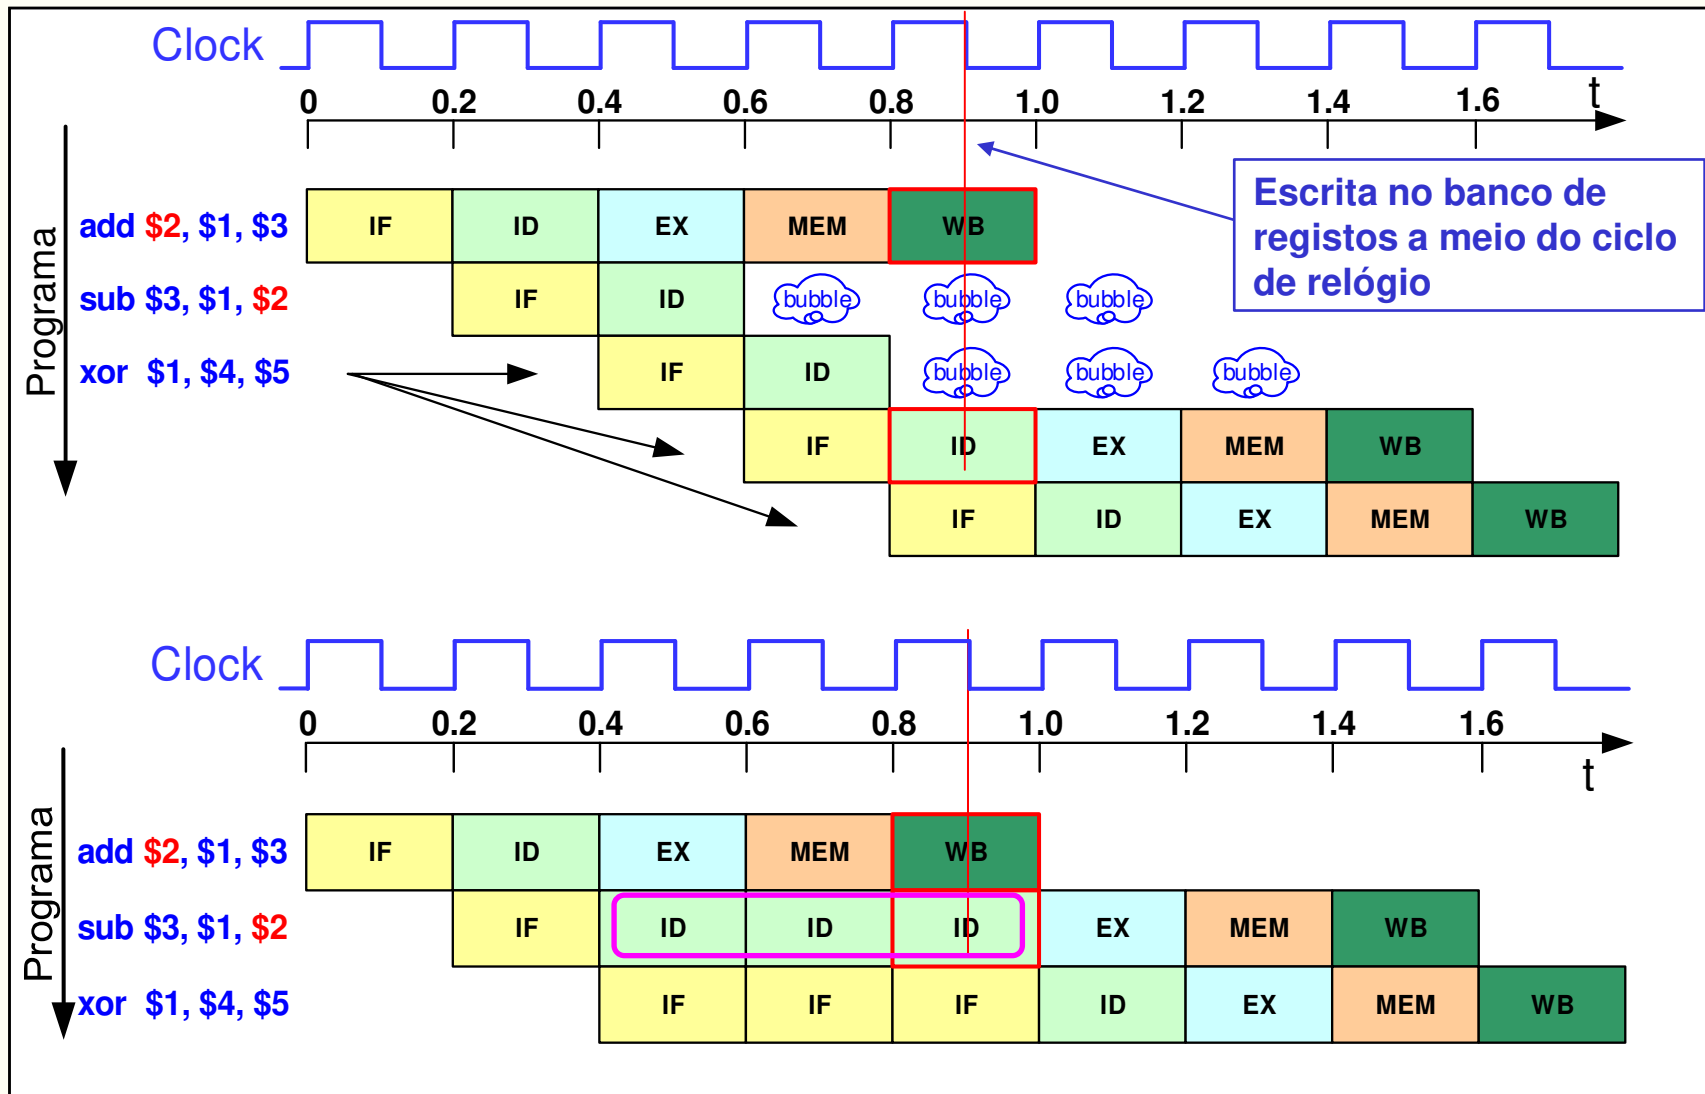 Clock
0 0.2 0.4 0.6 0.8 1.0 1.2 1.4 1.6 t
Programa
Escrita no banco de
registos a meio do ciclo
de relógio
add $2, $1, $3 IF ID EX MEM WB
sub $3, $1, $2 IF ID bubble bubble bubble
xor $1, $4, $5 IF ID bubble bubble bubble
IF ID EX MEM WB
IF ID EX MEM WB
Clock
0 0.2 0.4 0.6 0.8 1.0 1.2 1.4 1.6
t
Programa
add $2, $1, $3 IF ID EX MEM WB
sub $3, $1, $2 IF ID ID ID EX MEM WB
xor $1, $4, $5 IF IF IF ID EX MEM WB